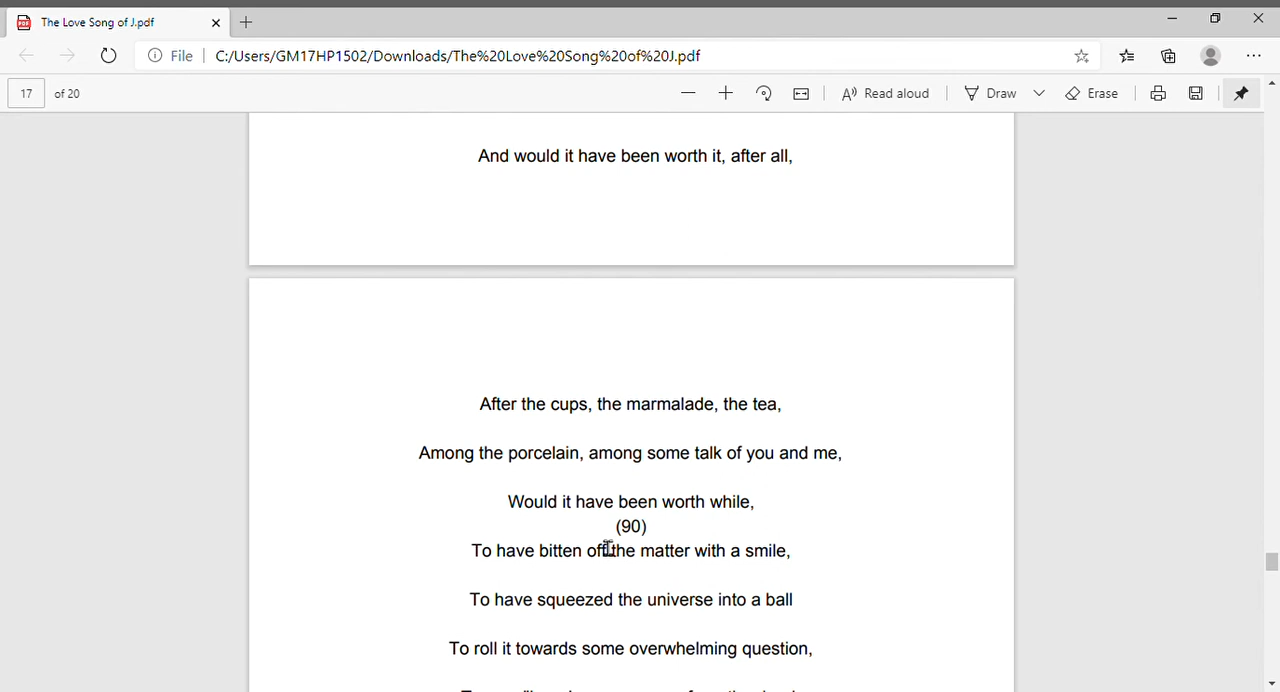 The Love Song of J.pdf
File C:/Users/GM17HP1502/Downloads/The%20Love%20Song%20of%20J.pdf
17 of 20 Read aloud Draw Erase
And would it have been worth it, after all,
After the cups, the marmalade, the tea,
Among the porcelain, among some talk of you and me,
Would it have been worth while,
(90)
To have bitten off the matter with a smile,
To have squeezed the universe into a ball
To roll it towards some overwhelming question,